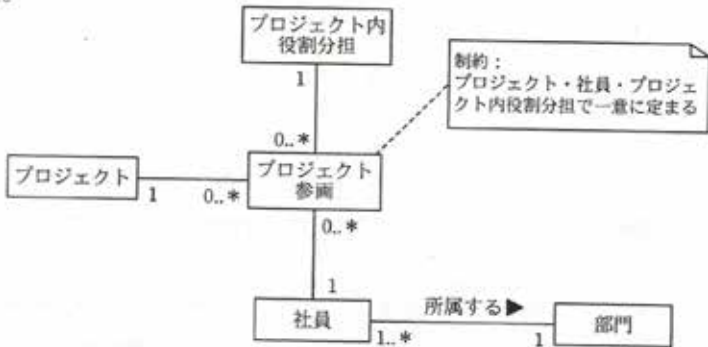 プロジェクト内
役割分担
1
制約：
プロジェクト・社員・プロジェ
クト内役割分担で一意に定まる
0..*
プロジェクト
1
0..*
プロジェクト
参画
0..*
1
社員
所属する▶
1..*
1
部門